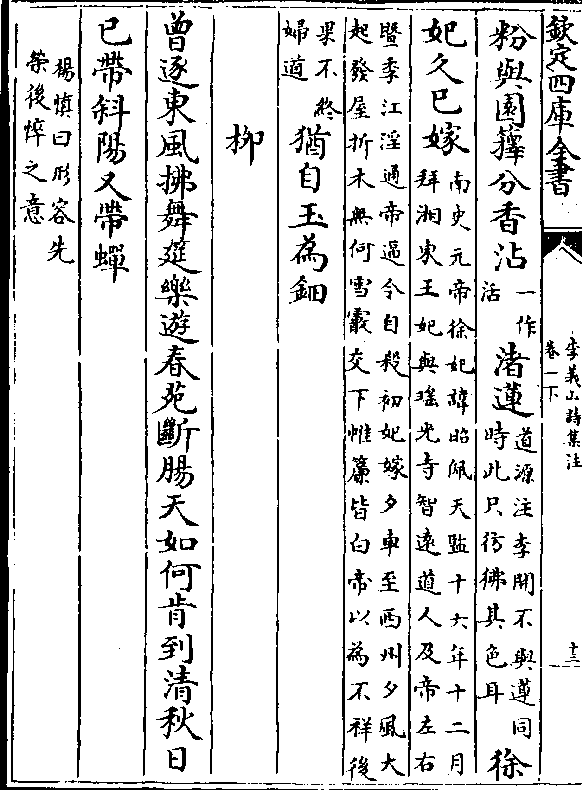 欽定四庫全書
李義山詩集注
卷一下
十三
粉與園籜分香沾
一作
活
渚蓮
道源注李開不與蓮同
時此只彷彿其色耳
徐
妃久已嫁
南史元帝徐妃諱昭佩天監十六年十二月
拜湘東王妃與瑤光寺智遠道人及帝左右
暨季江淫通帝逼令自殺初妃嫁夕車至西州夕風大
起發屋折木無何雪霰交下帷簾皆白帝以為不祥後
果不終
婦道
猶自玉為鈿
柳
曾逐東風拂舞筵樂遊春苑斷腸天如何肯到清秋日
已帶斜陽又帶蟬
楊慎曰形容先
榮後悴之意